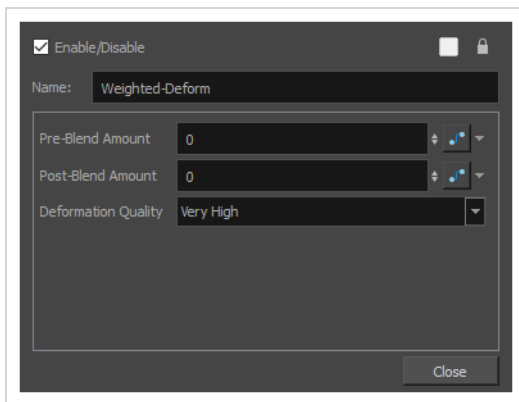 Enable/Disable
Name: Weighted-Deform
Pre-Blend Amount 0
Post-Blend Amount 0
Deformation Quality Very High
Close